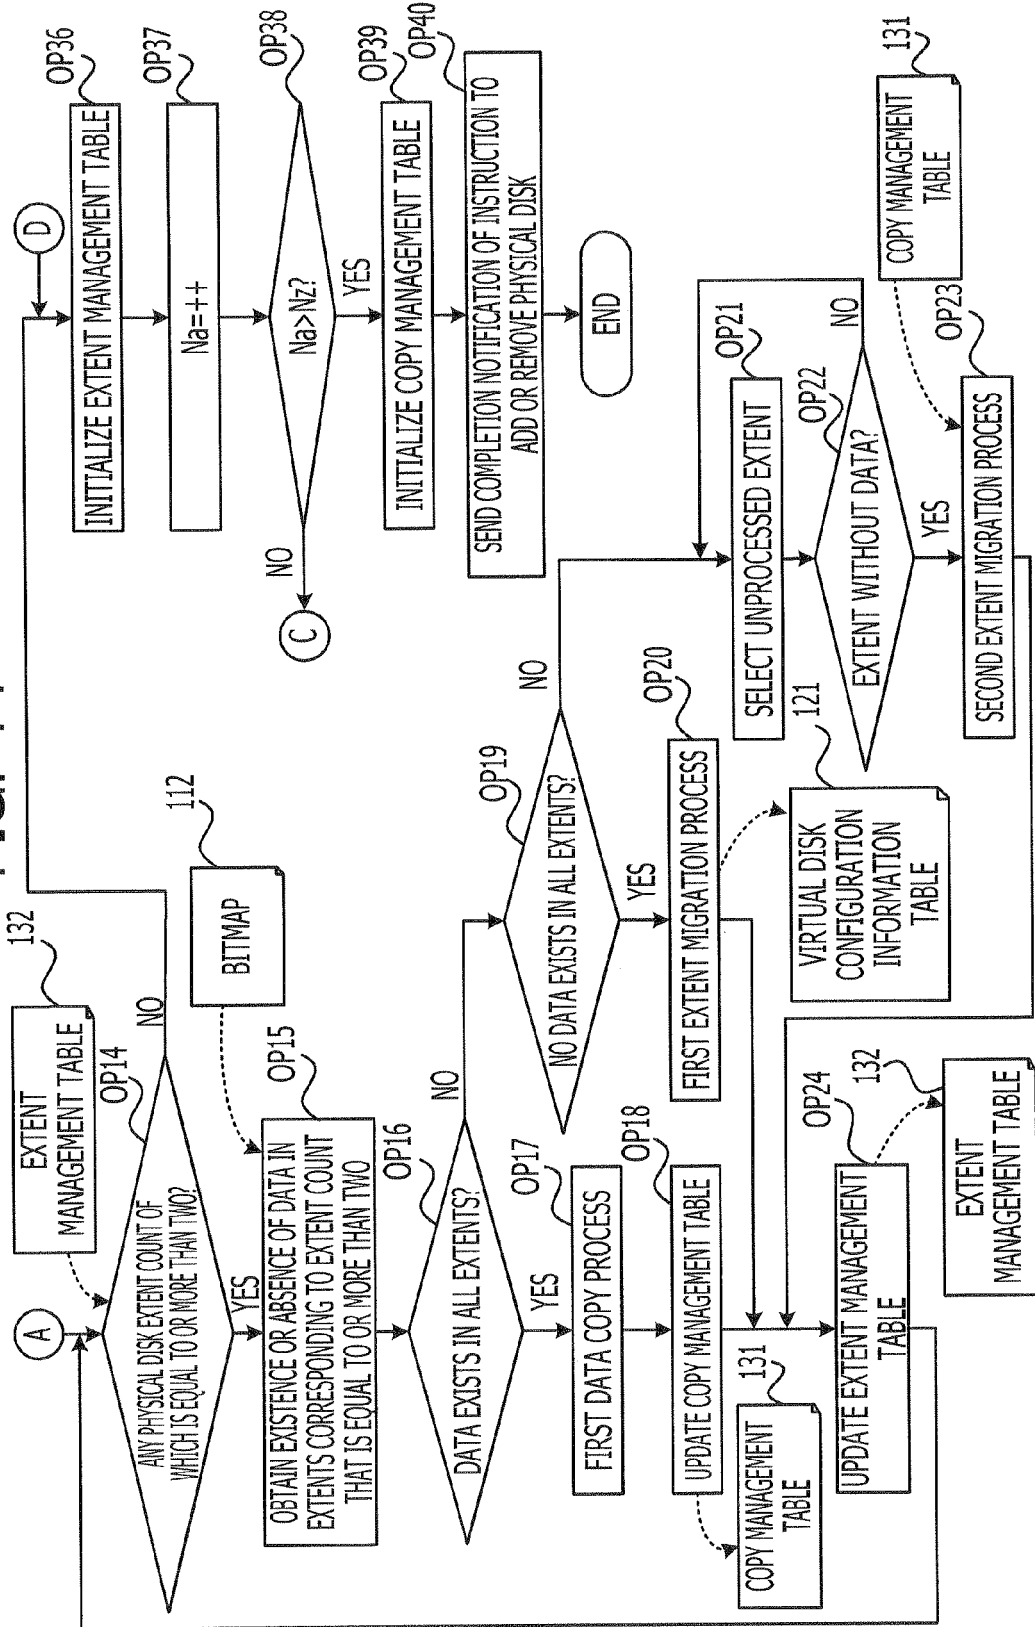 A
EXTENT
MANAGEMENT TABLE
132
OP14
ANY PHYSICAL DISK EXTENT COUNT OF
WHICH IS EQUAL TO OR MORE THAN TWO?
NO
YES
BITMAP
112
OP15
OBTAIN EXISTENCE OR ABSENCE OF DATA IN
EXTENTS CORRESPONDING TO EXTENT COUNT
THAT IS EQUAL TO OR MORE THAN TWO
OP16
DATA EXISTS IN ALL EXTENTS?
NO
YES
OP17
FIRST DATA COPY PROCESS
OP18
UPDATE COPY MANAGEMENT TABLE
131
COPY MANAGEMENT
TABLE
OP19
NO DATA EXISTS IN ALL EXTENTS?
NO
YES
OP20
FIRST EXTENT MIGRATION PROCESS
121
VIRTUAL DISK
CONFIGURATION
INFORMATION
TABLE
OP21
SELECT UNPROCESSED EXTENT
OP22
EXTENT WITHOUT DATA?
NO
YES
OP23
SECOND EXTENT MIGRATION PROCESS
131
COPY MANAGEMENT
TABLE
OP24
UPDATE EXTENT MANAGEMENT
TABLE
132
EXTENT
MANAGEMENT TABLE
D
OP36
INITIALIZE EXTENT MANAGEMENT TABLE
OP37
Na=++
OP38
Na>Nz?
NO
C
YES
OP39
INITIALIZE COPY MANAGEMENT TABLE
OP40
SEND COMPLETION NOTIFICATION OF INSTRUCTION TO
ADD OR REMOVE PHYSICAL DISK
END